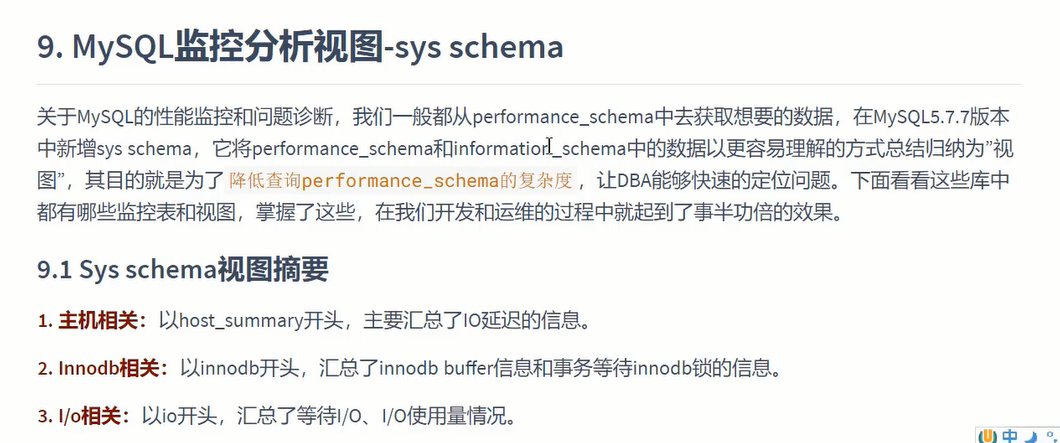 9. MySQL监控分析视图-sys schema
关于MySQL的性能监控和问题诊断，我们一般都从performance_schema中去获取想要的数据，在MySQL5.7.7版本
中新增sys schema，它将performance_schema和information_schema中的数据以更容易理解的方式总结归纳为”视
图”，其目的就是为了 降低查询performance_schema的复杂度 ，让DBA能够快速的定位问题。下面看看这些库中
都有哪些监控表和视图，掌握了这些，在我们开发和运维的过程中就起到了事半功倍的效果。
9.1 Sys schema视图摘要
1. 主机相关：以host_summary开头，主要汇总了IO延迟的信息。
2. Innodb相关：以innodb开头，汇总了innodb buffer信息和事务等待innodb锁的信息。
3. I/o相关：以io开头，汇总了等待I/O、I/O使用量情况。
中